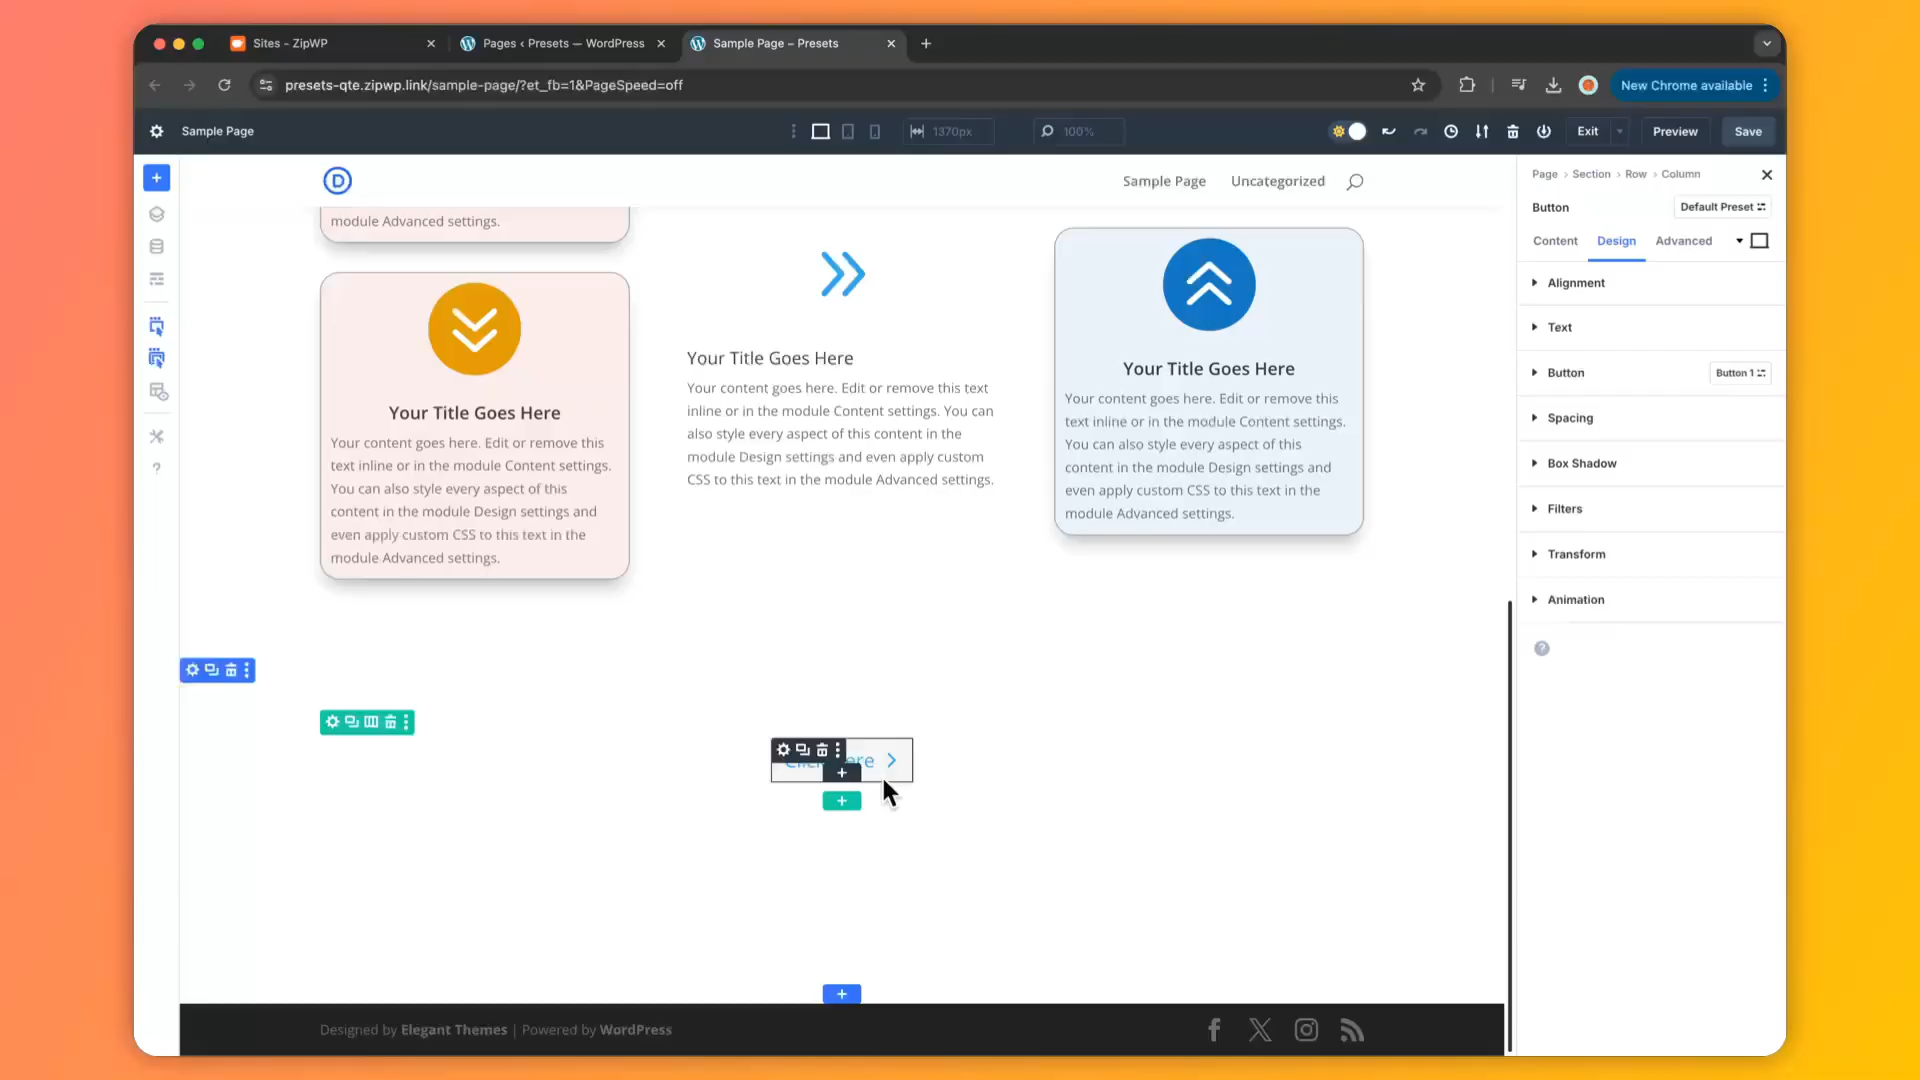 Sites - ZipWP
Pages ‹ Presets — WordPress
Sample Page – Presets
presets-qte.zipwp.link/sample-page/?et_fb=1&PageSpeed=off
New Chrome available
Sample Page
1370px
100%
Exit
Preview
Save
D
Sample Page
Uncategorized
module Advanced settings.
Your Title Goes Here
Your content goes here. Edit or remove this
text inline or in the module Content settings.
You can also style every aspect of this
content in the module Design settings and
even apply custom CSS to this text in the
module Advanced settings.
Your Title Goes Here
Your content goes here. Edit or remove this text
inline or in the module Content settings. You can
also style every aspect of this content in the
module Design settings and even apply custom
CSS to this text in the module Advanced settings.
Your Title Goes Here
Your content goes here. Edit or remove this
text inline or in the module Content settings.
You can also style every aspect of this
content in the module Design settings and
even apply custom CSS to this text in the
module Advanced settings.
Page › Section › Row › Column
Button
Default Preset
Content
Design
Advanced
Alignment
Text
Button
Button 1
Spacing
Box Shadow
Filters
Transform
Animation
Designed by Elegant Themes | Powered by WordPress